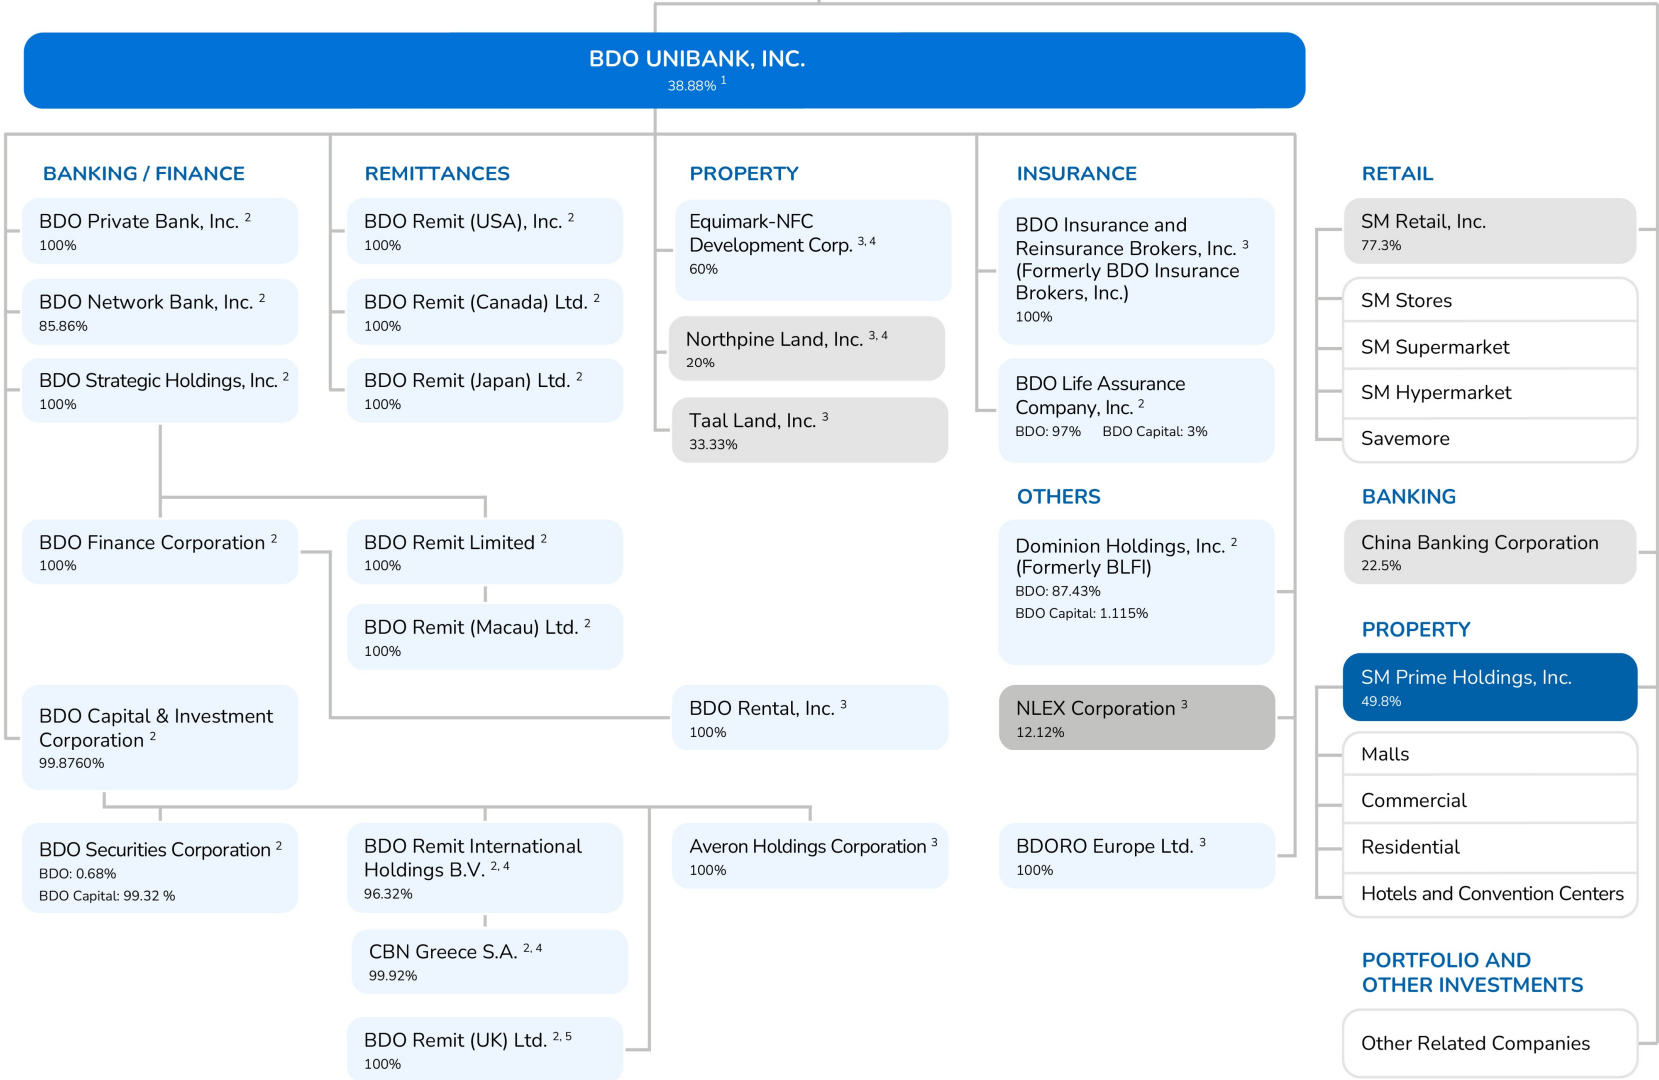 BDO UNIBANK, INC.
38.88% 1
BANKING / FINANCE
BDO Private Bank, Inc. 2
100%
BDO Network Bank, Inc. 2
85.86%
BDO Strategic Holdings, Inc. 2
100%
BDO Finance Corporation 2
100%
BDO Capital & Investment
Corporation 2
99.8760%
BDO Securities Corporation 2
BDO: 0.68%
BDO Capital: 99.32 %
REMITTANCES
BDO Remit (USA), Inc. 2
100%
BDO Remit (Canada) Ltd. 2
100%
BDO Remit (Japan) Ltd. 2
100%
BDO Remit Limited 2
100%
BDO Remit (Macau) Ltd. 2
100%
BDO Remit International
Holdings B.V. 2, 4
96.32%
CBN Greece S.A. 2, 4
99.92%
BDO Remit (UK) Ltd. 2, 5
100%
PROPERTY
Equimark-NFC
Development Corp. 3, 4
60%
Northpine Land, Inc. 3, 4
20%
Taal Land, Inc. 3
33.33%
BDO Rental, Inc. 3
100%
Averon Holdings Corporation 3
100%
INSURANCE
BDO Insurance and
Reinsurance Brokers, Inc. 3
(Formerly BDO Insurance
Brokers, Inc.)
100%
BDO Life Assurance
Company, Inc. 2
BDO: 97% BDO Capital: 3%
OTHERS
Dominion Holdings, Inc. 2
(Formerly BLFI)
BDO: 87.43%
BDO Capital: 1.115%
NLEX Corporation 3
12.12%
BDORO Europe Ltd. 3
100%
RETAIL
SM Retail, Inc.
77.3%
SM Stores
SM Supermarket
SM Hypermarket
Savemore
BANKING
China Banking Corporation
22.5%
PROPERTY
SM Prime Holdings, Inc.
49.8%
Malls
Commercial
Residential
Hotels and Convention Centers
PORTFOLIO AND
OTHER INVESTMENTS
Other Related Companies